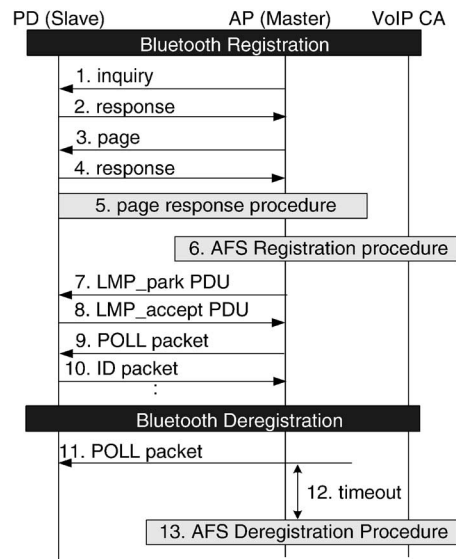 PD (Slave) AP (Master) VoIP CA
Bluetooth Registration
1. inquiry
2. response
3. page
4. response
5. page response procedure
6. AFS Registration procedure
7. LMP_park PDU
8. LMP_accept PDU
9. POLL packet
10. ID packet
:
Bluetooth Deregistration
11. POLL packet
12. timeout
13. AFS Deregistration Procedure